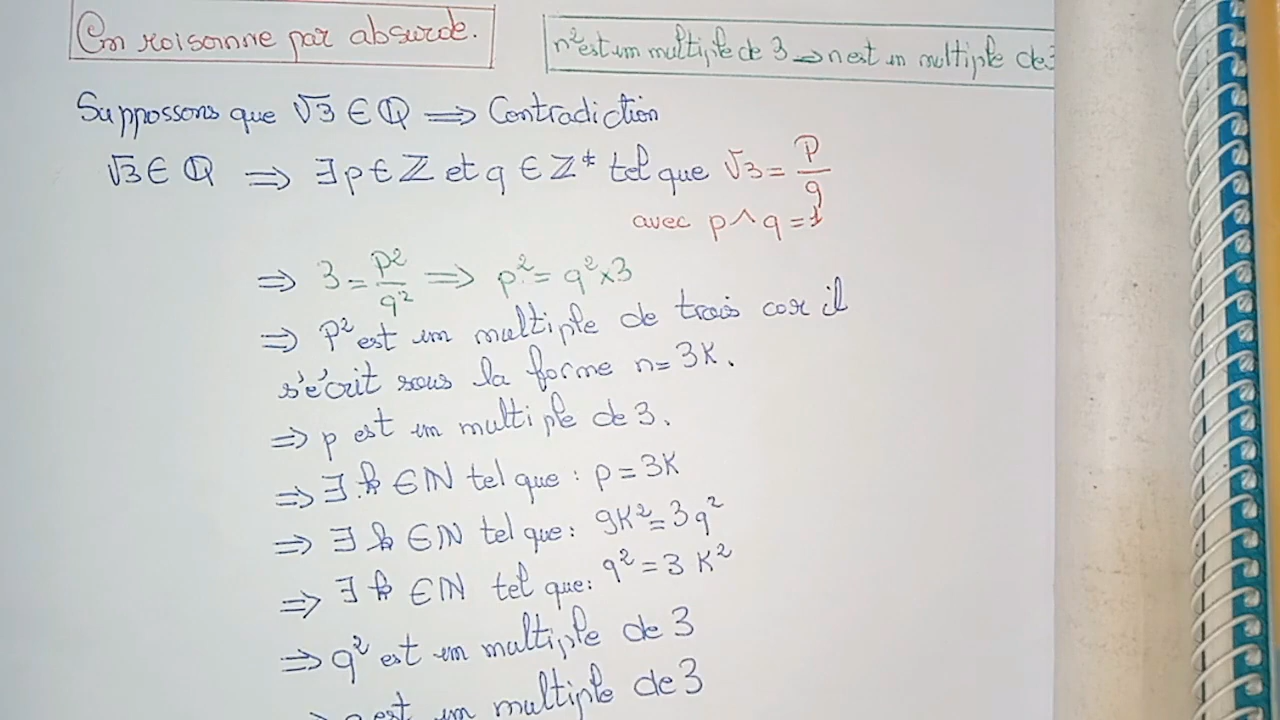 On raisonne par absurde.
n² est un multiple de 3 ⇒ n est un multiple de 3
Suppossons que √3 ∈ ℚ ⇒ Contradiction
√3 ∈ ℚ ⇒ ∃ p ∈ ℤ et q ∈ ℤ* tel que √3 = p/q
avec p ∧ q = 1
⇒ 3 = p²/q² ⇒ p² = q² × 3
⇒ p² est un multiple de trois car il
s'écrit sous la forme n = 3K.
⇒ p est un multiple de 3.
⇒ ∃ k ∈ ℕ tel que : p = 3K
⇒ ∃ k ∈ ℕ tel que : 9K² = 3q²
⇒ ∃ k ∈ ℕ tel que : q² = 3K²
⇒ q² est un multiple de 3
⇒ q est un multiple de 3